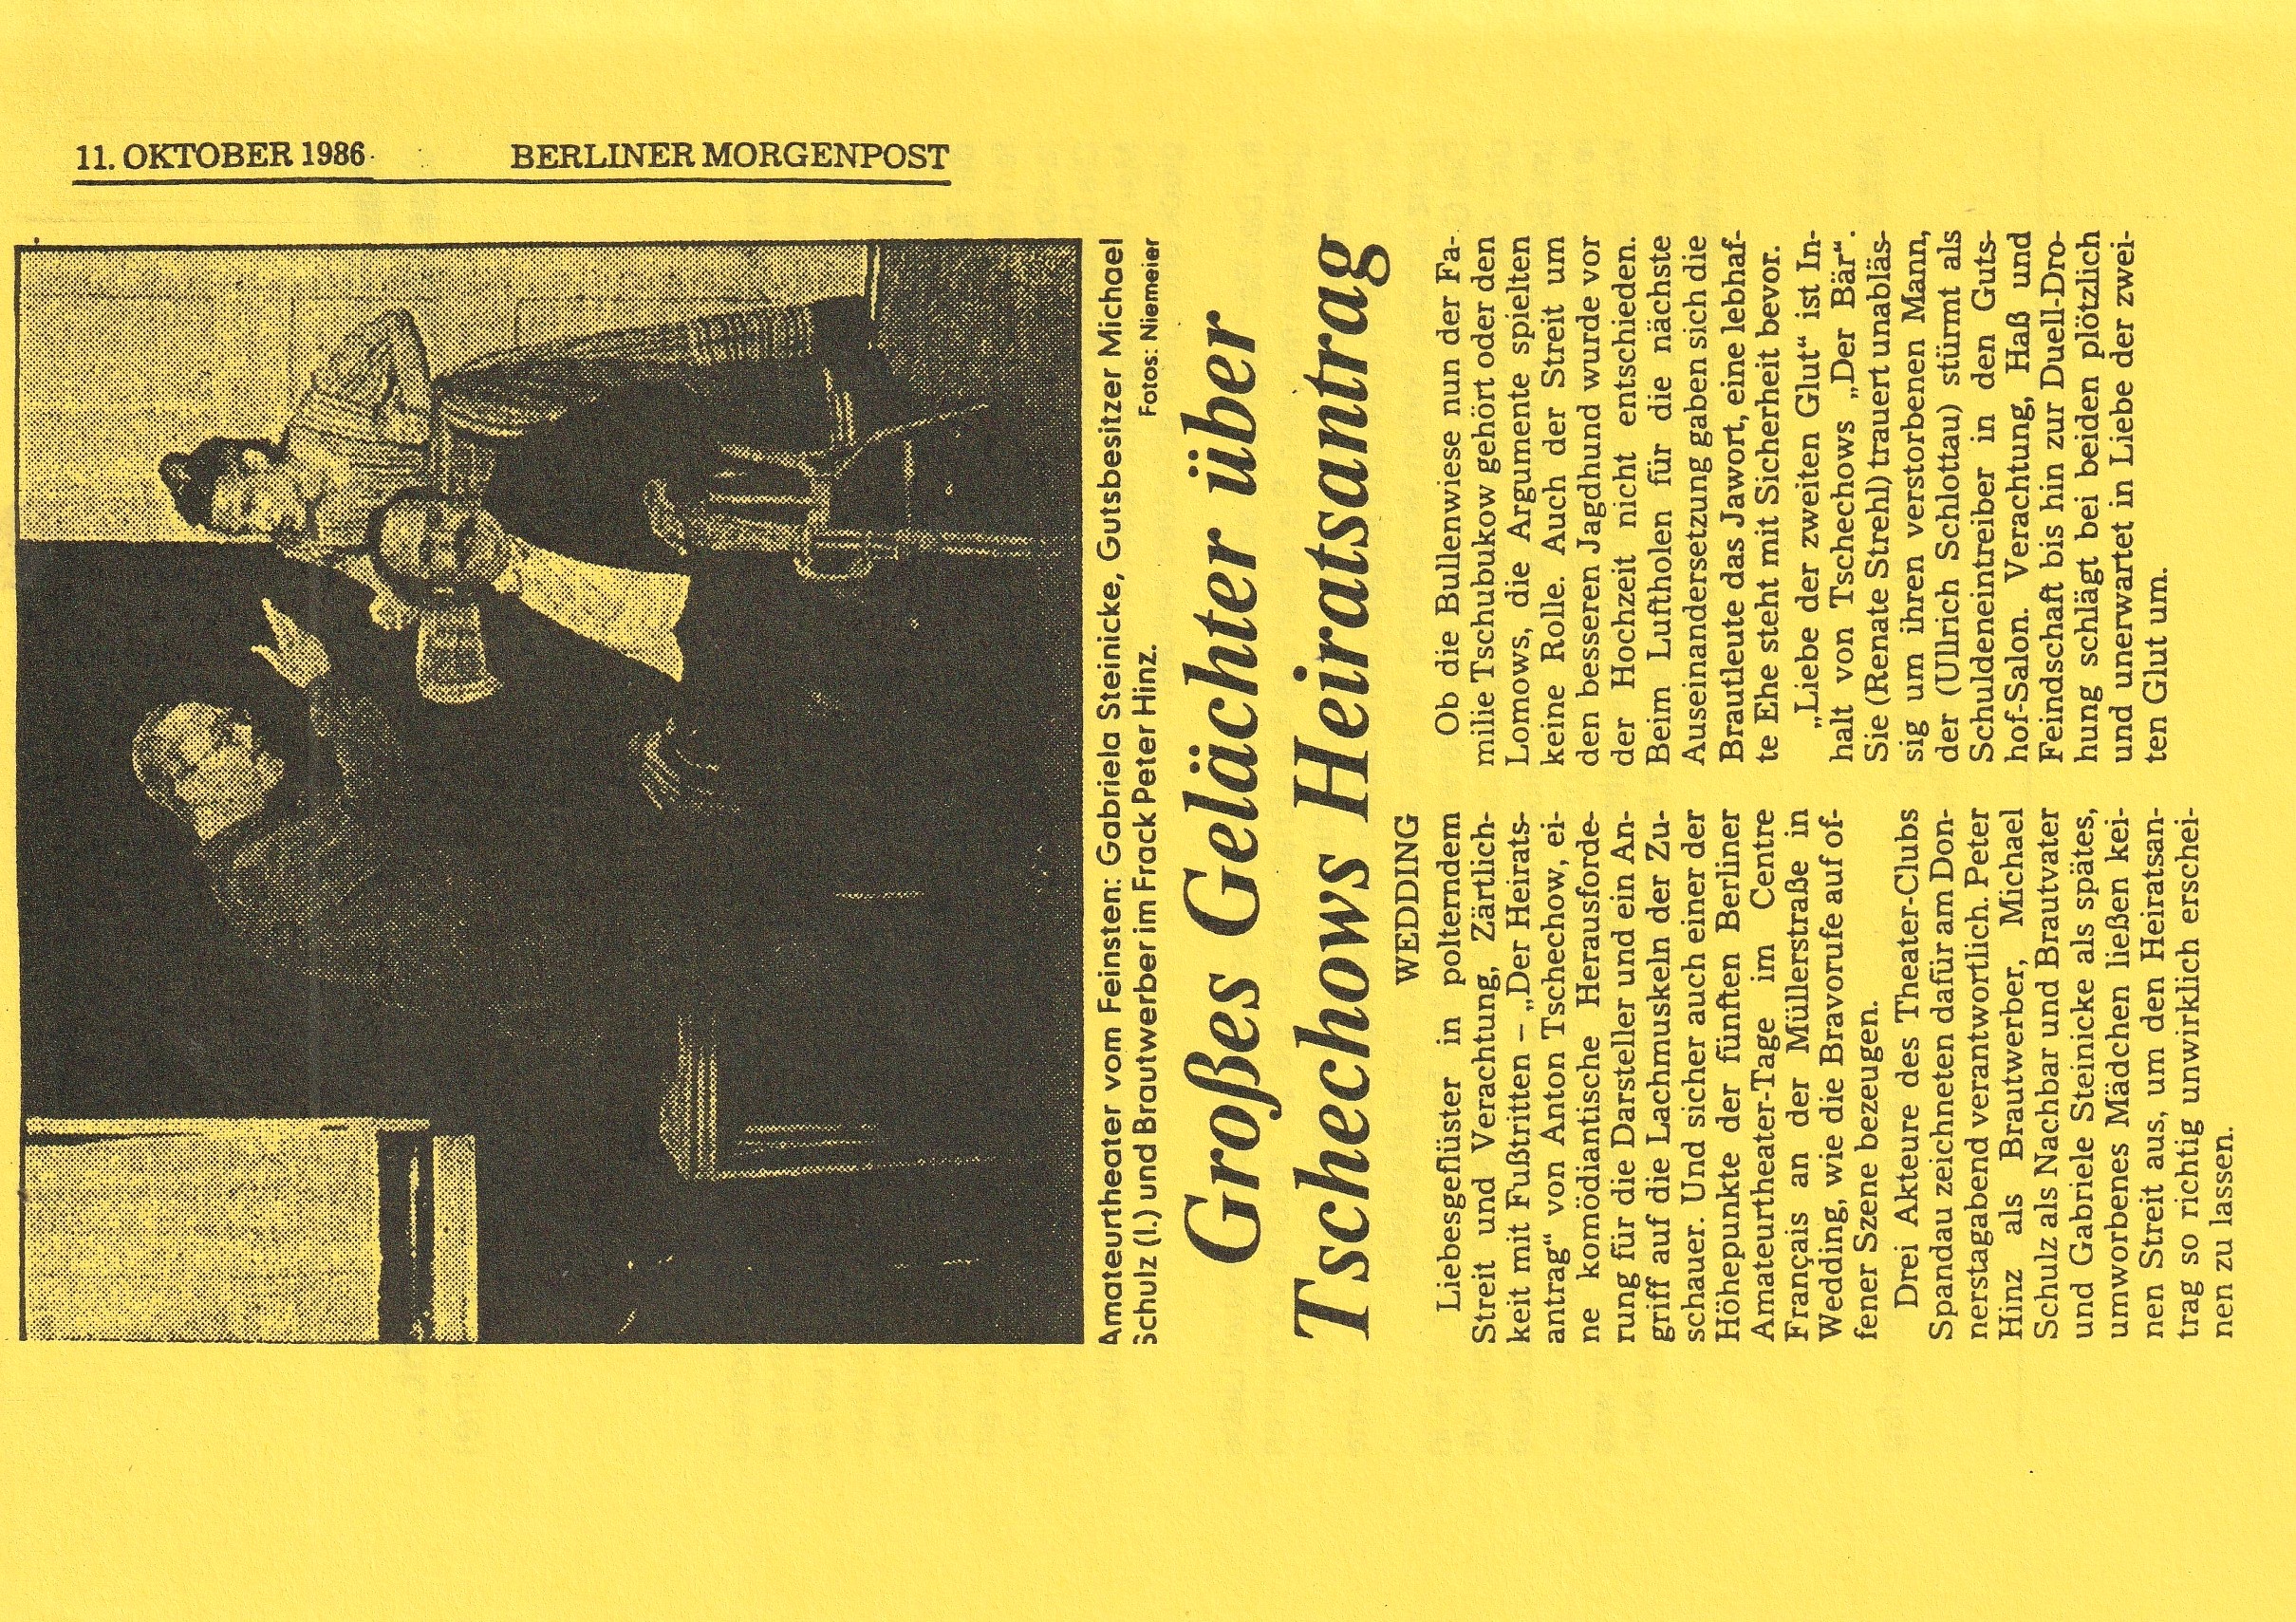 11. OKTOBER 1986
BERLINER MORGENPOST
Amateurtheater vom Feinsten: Gabriela Steinicke, Gutsbesitzer Michael
Schulz (l.) und Brautwerber im Frack Peter Hinz.
Fotos: Niemeier
Großes Gelächter über
Tschechows Heiratsantrag
WEDDING
Liebesgeflüster in polterndem
Streit und Verachtung, Zärtlich-
keit mit Fußtritten – „Der Heirats-
antrag“ von Anton Tschechow, ei-
ne komödiantische Herausforde-
rung für die Darsteller und ein An-
griff auf die Lachmuskeln der Zu-
schauer. Und sicher auch einer der
Höhepunkte der fünften Berliner
Amateurtheater-Tage im Centre
Français an der Müllerstraße in
Wedding, wie die Bravorufe auf of-
fener Szene bezeugen.
Drei Akteure des Theater-Clubs
Spandau zeichneten dafür am Don-
nerstagabend verantwortlich. Peter
Hinz als Brautwerber, Michael
Schulz als Nachbar und Brautvater
und Gabriele Steinicke als spätes,
umworbenes Mädchen ließen kei-
nen Streit aus, um den Heiratsan-
trag so richtig unwirklich erschei-
nen zu lassen.
Ob die Bullenwiese nun der Fa-
milie Tschubukow gehört oder den
Lomows, die Argumente spielten
keine Rolle. Auch der Streit um
den besseren Jagdhund wurde vor
der Hochzeit nicht entschieden.
Beim Luftholen für die nächste
Auseinandersetzung gaben sich die
Brautleute das Jawort, eine lebhaf-
te Ehe steht mit Sicherheit bevor.
„Liebe der zweiten Glut“ ist In-
halt von Tschechows „Der Bär“.
Sie (Renate Strehl) trauert unabläs-
sig um ihren verstorbenen Mann,
der (Ullrich Schlottau) stürmt als
Schuldeneintreiber in den Guts-
hof-Salon. Verachtung, Haß und
Feindschaft bis hin zur Duell-Dro-
hung schlägt bei beiden plötzlich
und unerwartet in Liebe der zwei-
ten Glut um.